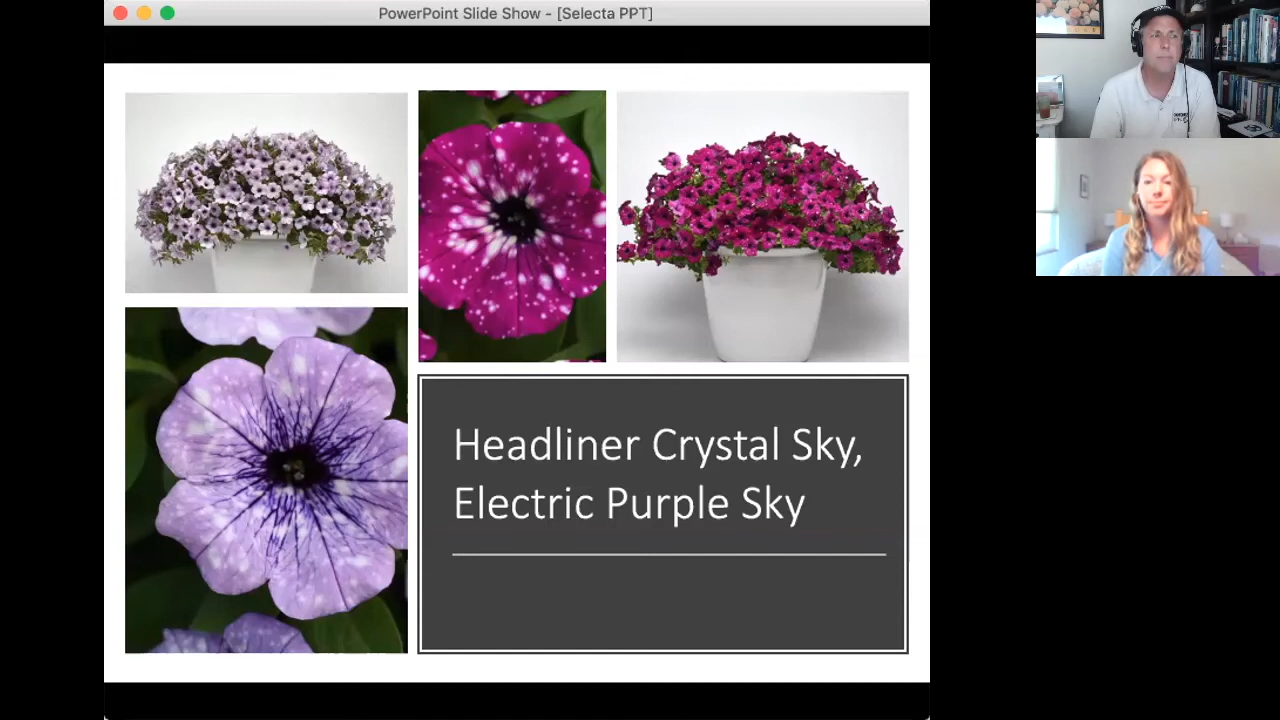 PowerPoint Slide Show - [Selecta PPT]
Headliner Crystal Sky,
Electric Purple Sky